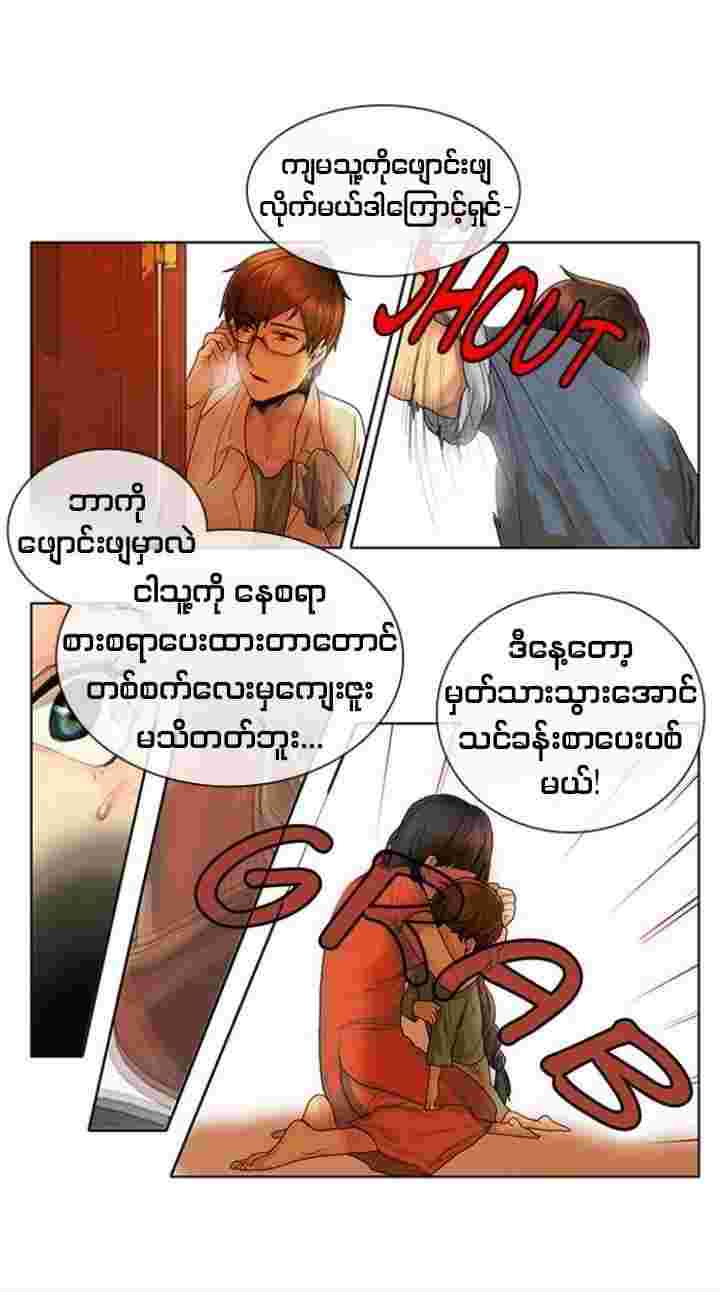 ကျမသူ့ကိုဖျောင်းဖျ
လိုက်မယ်ဒါကြောင့်ရှင်-
SHOUT
ဘာကို
ဖျောင်းဖျမှာလဲ
ငါသူ့ကို နေစရာ
စားစရာပေးထားတာတောင်
တစ်စက်လေးမှကျေးဇူး
မသိတတ်ဘူး...
ဒီနေ့တော့
မှတ်သားသွားအောင်
သင်ခန်းစာပေးပစ်
မယ်!
GRAB